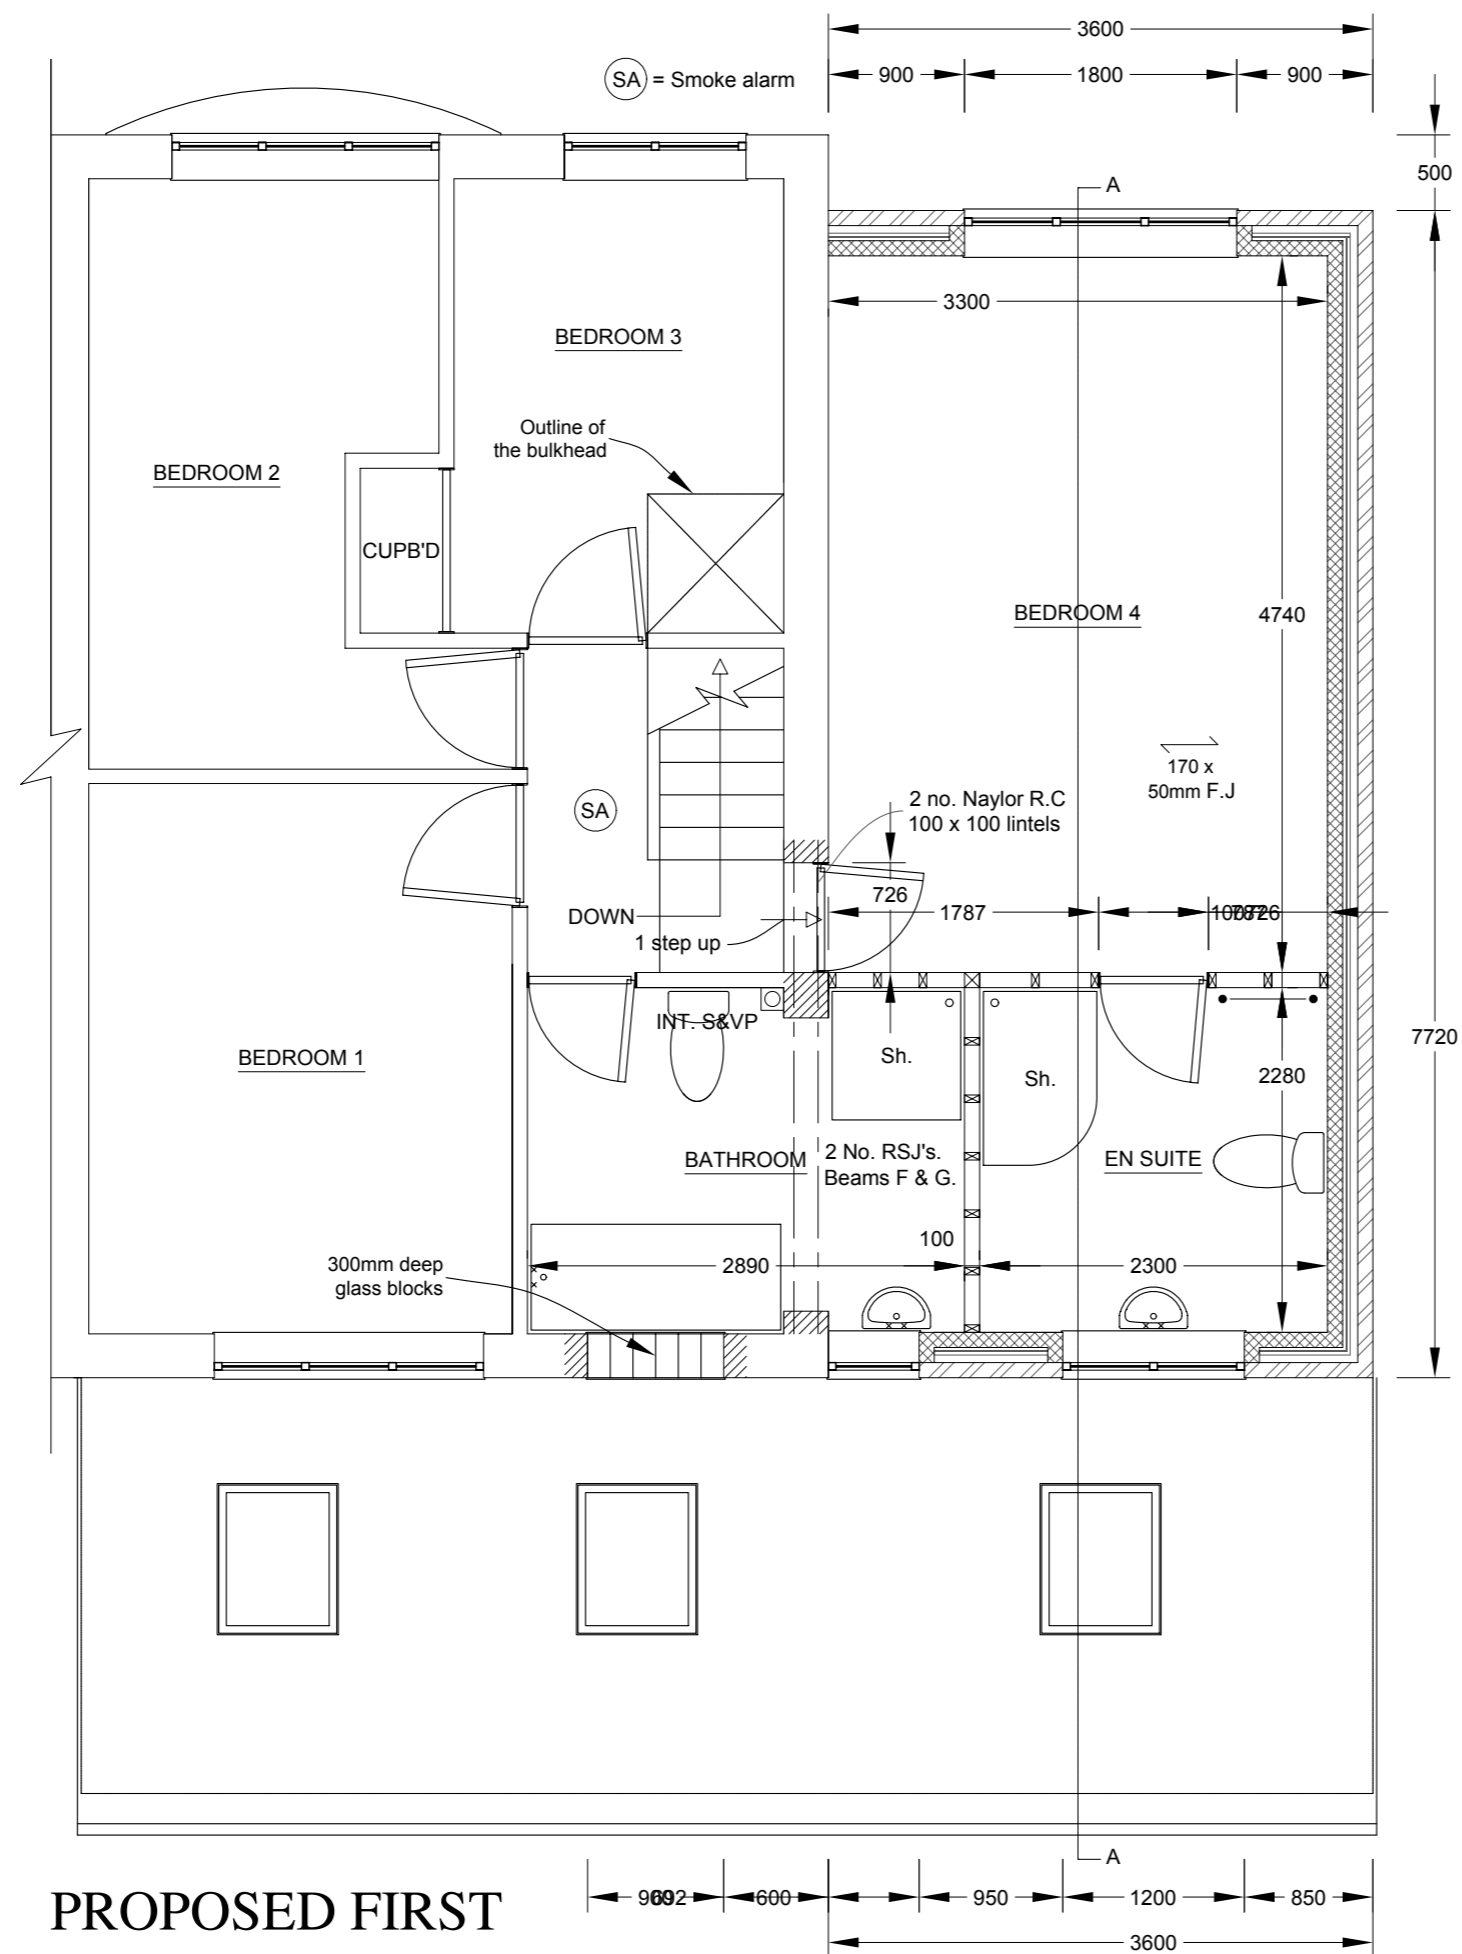 3600
900
1800
900
SA = Smoke alarm
500
A
3300
BEDROOM 3
Outline of
the bulkhead
BEDROOM 2
CUPB'D
BEDROOM 4
4740
170 x
50mm F.J
2 no. Naylor R.C
100 x 100 lintels
SA
726
DOWN
1787
1 step up
INT. S&VP
Sh.
Sh.
BEDROOM 1
7720
2280
BATHROOM
2 No. RSJ's.
Beams F & G.
EN SUITE
100
300mm deep
glass blocks
2890
2300
A
PROPOSED FIRST
600
950
1200
850
3600